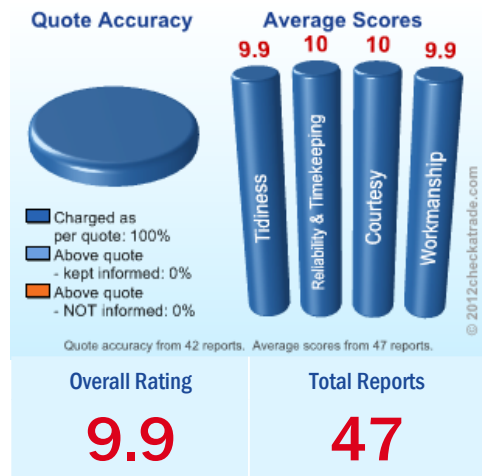 Quote Accuracy
Average Scores
9.9
10
10
9.9
Tidiness
Reliability & Timekeeping
Courtesy
Workmanship
Charged as
per quote: 100%
Above quote
- kept informed: 0%
Above quote
- NOT informed: 0%
© 2012checkatrade.com
Quote accuracy from 42 reports. Average scores from 47 reports.
Overall Rating
Total Reports
9.9
47